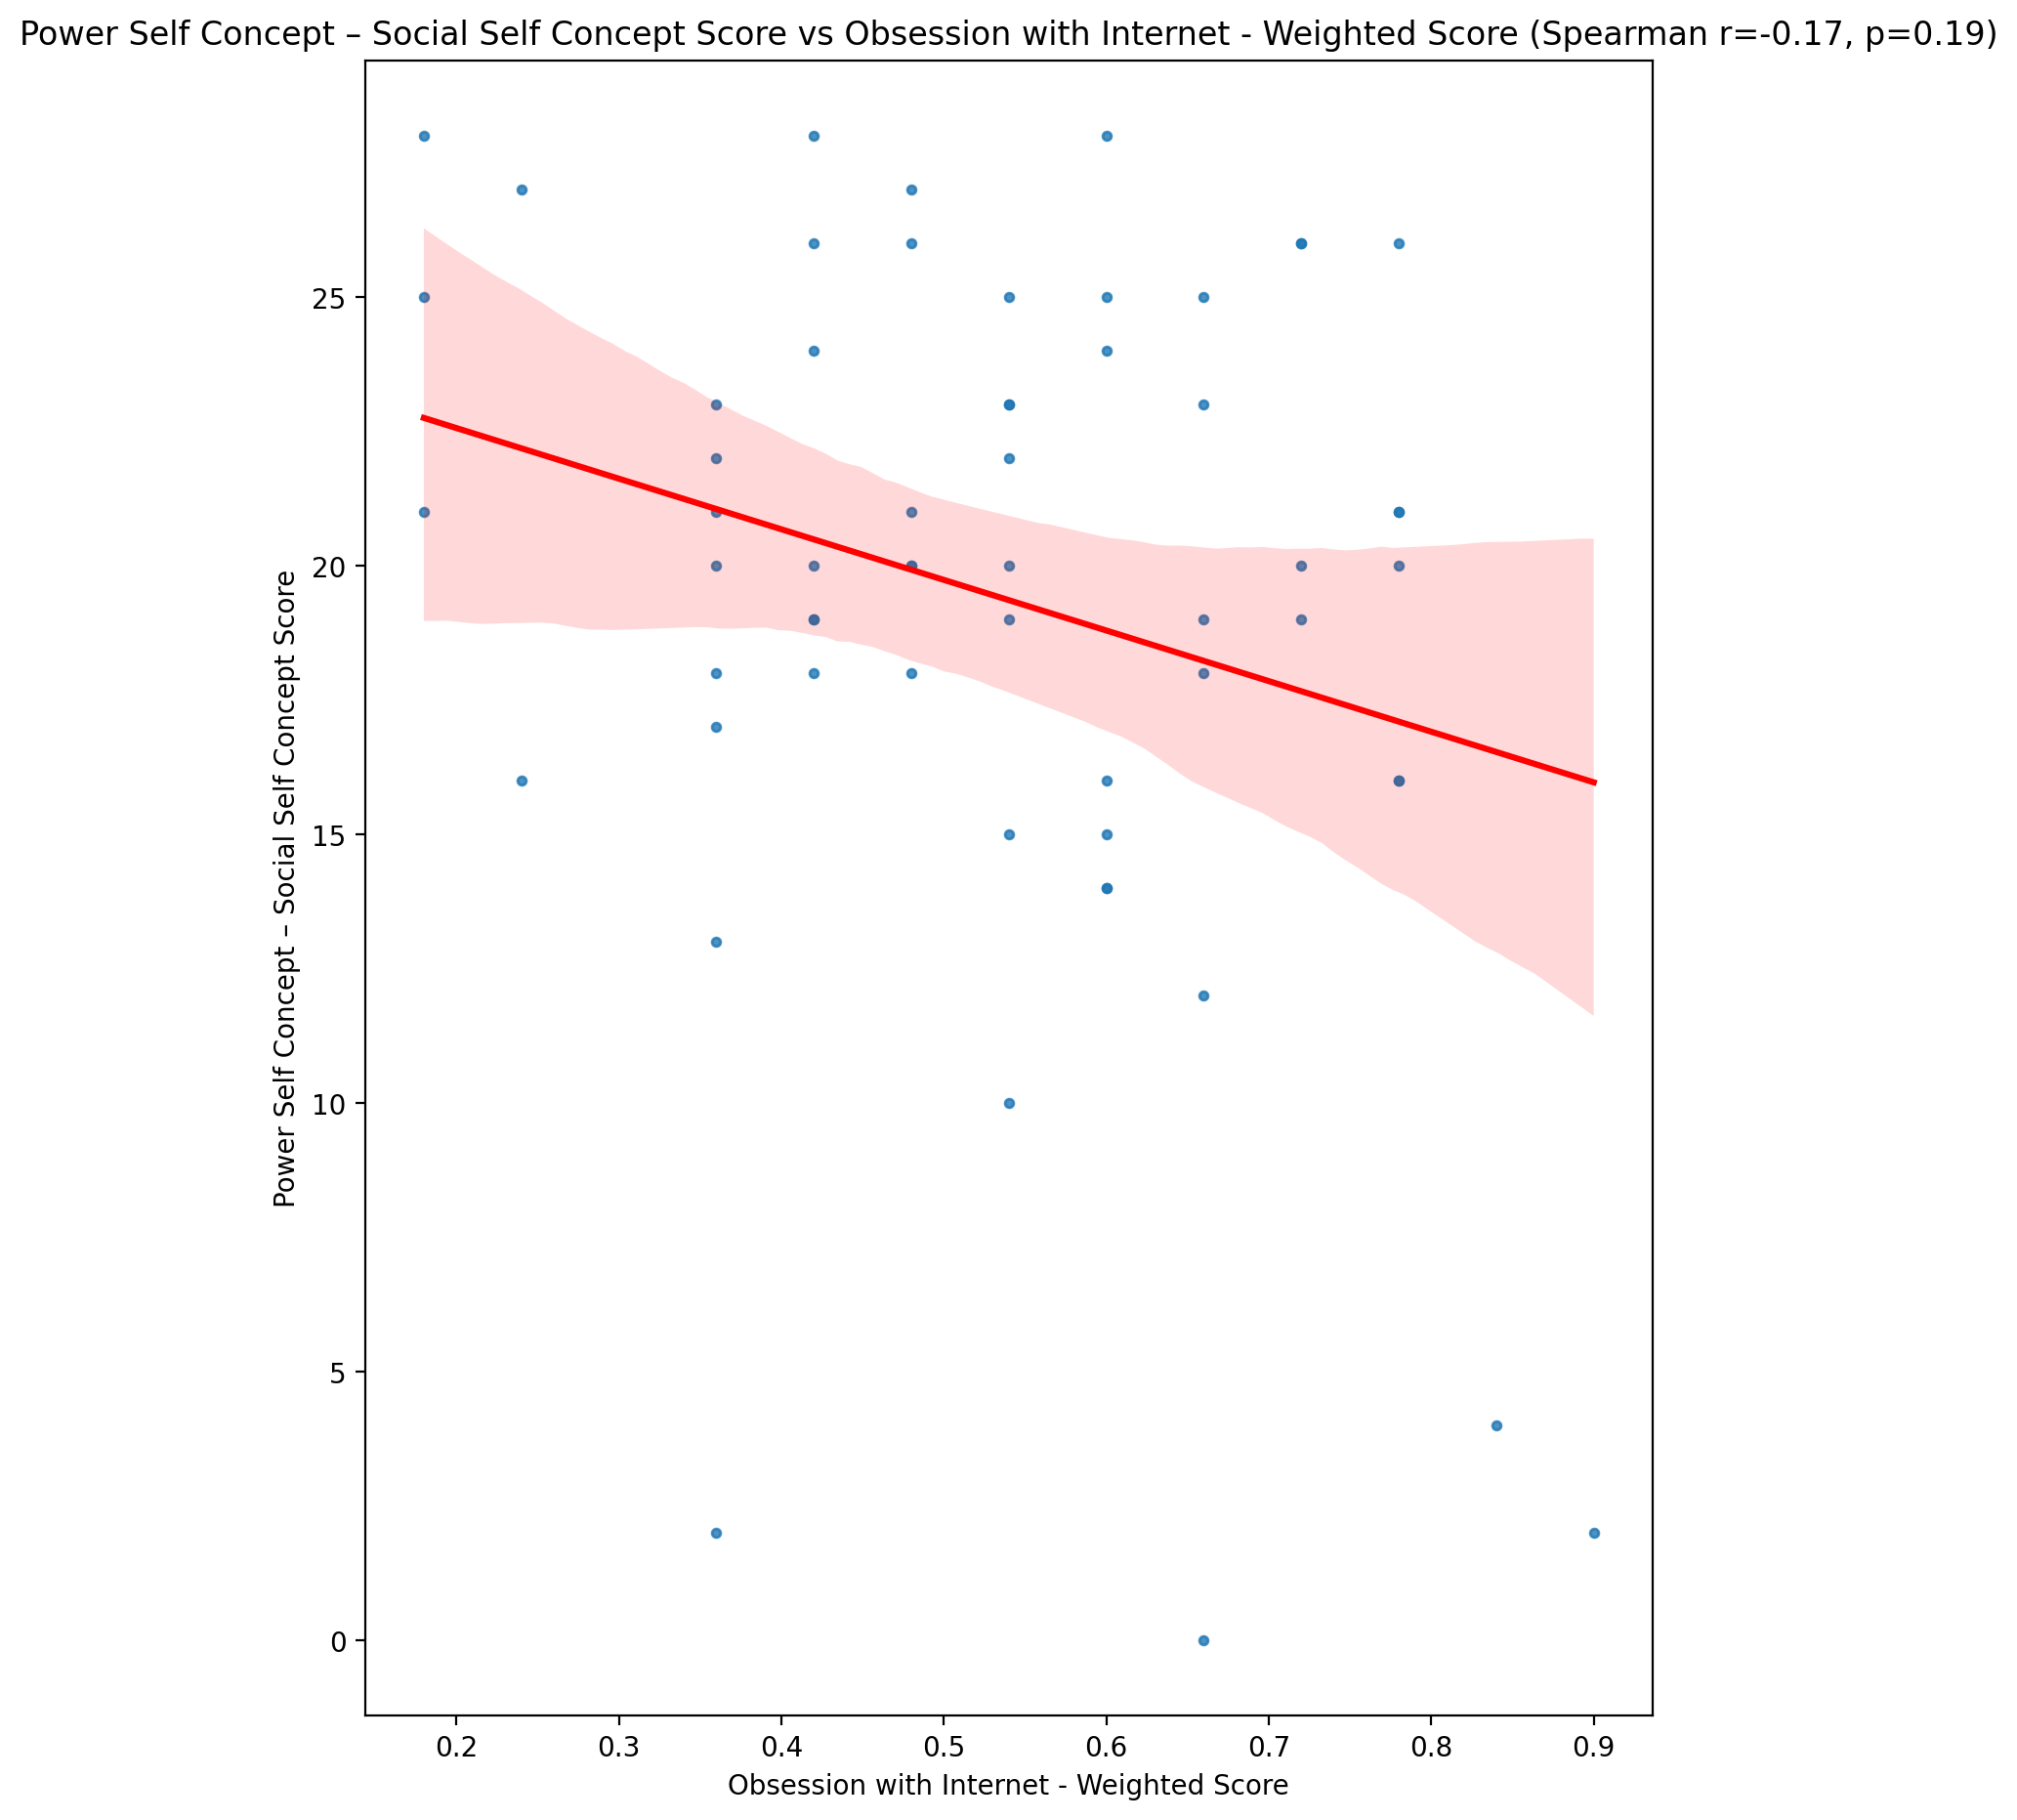 Power Self Concept – Social Self Concept Score vs Obsession with Internet - Weighted Score (Spearman r=-0.17, p=0.19)
Power Self Concept – Social Self Concept Score
25
20
15
10
5
0
0.2 0.3 0.4 0.5 0.6 0.7 0.8 0.9
Obsession with Internet - Weighted Score